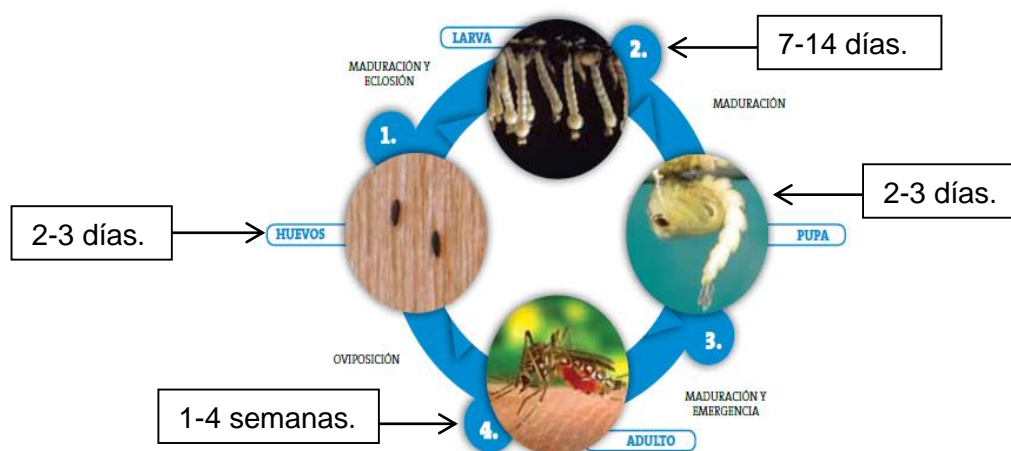 LARVA
2.
7-14 días.
MADURACIÓN Y
ECLOSIÓN
MADURACIÓN
1.
2-3 días.
2-3 días.
HUEVOS
PUPA
3.
OVIPOSICIÓN
MADURACIÓN Y
EMERGENCIA
1-4 semanas.
4.
ADULTO